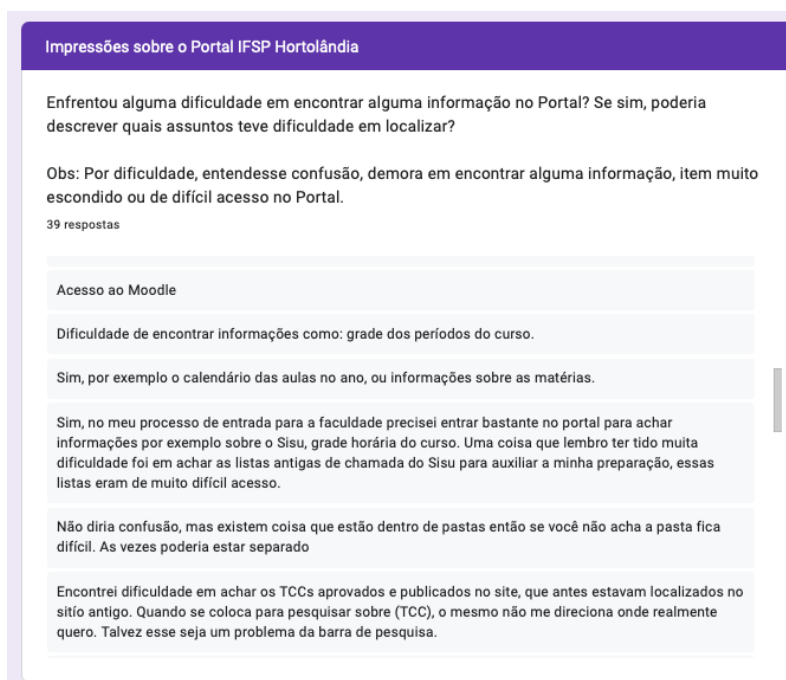 Impressões sobre o Portal IFSP Hortolândia
Enfrentou alguma dificuldade em encontrar alguma informação no Portal? Se sim, poderia
descrever quais assuntos teve dificuldade em localizar?
Obs: Por dificuldade, entendesse confusão, demora em encontrar alguma informação, item muito
escondido ou de difícil acesso no Portal.
39 respostas
Acesso ao Moodle
Dificuldade de encontrar informações como: grade dos períodos do curso.
Sim, por exemplo o calendário das aulas no ano, ou informações sobre as matérias.
Sim, no meu processo de entrada para a faculdade precisei entrar bastante no portal para achar
informações por exemplo sobre o Sisu, grade horária do curso. Uma coisa que lembro ter tido muita
dificuldade foi em achar as listas antigas de chamada do Sisu para auxiliar a minha preparação, essas
listas eram de muito difícil acesso.
Não diria confusão, mas existem coisa que estão dentro de pastas então se você não acha a pasta fica
difícil. As vezes poderia estar separado
Encontrei dificuldade em achar os TCCs aprovados e publicados no site, que antes estavam localizados no
sitío antigo. Quando se coloca para pesquisar sobre (TCC), o mesmo não me direciona onde realmente
quero. Talvez esse seja um problema da barra de pesquisa.